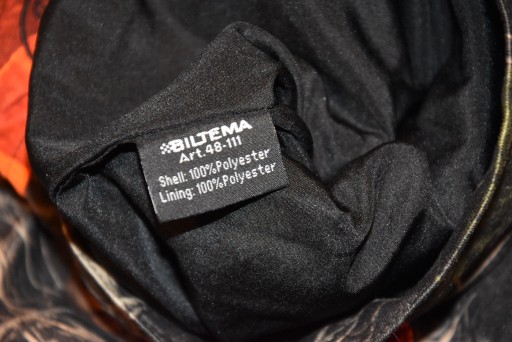 BILTEMA
Art.48-111
Shell: 100%Polyester
Lining: 100%Polyester